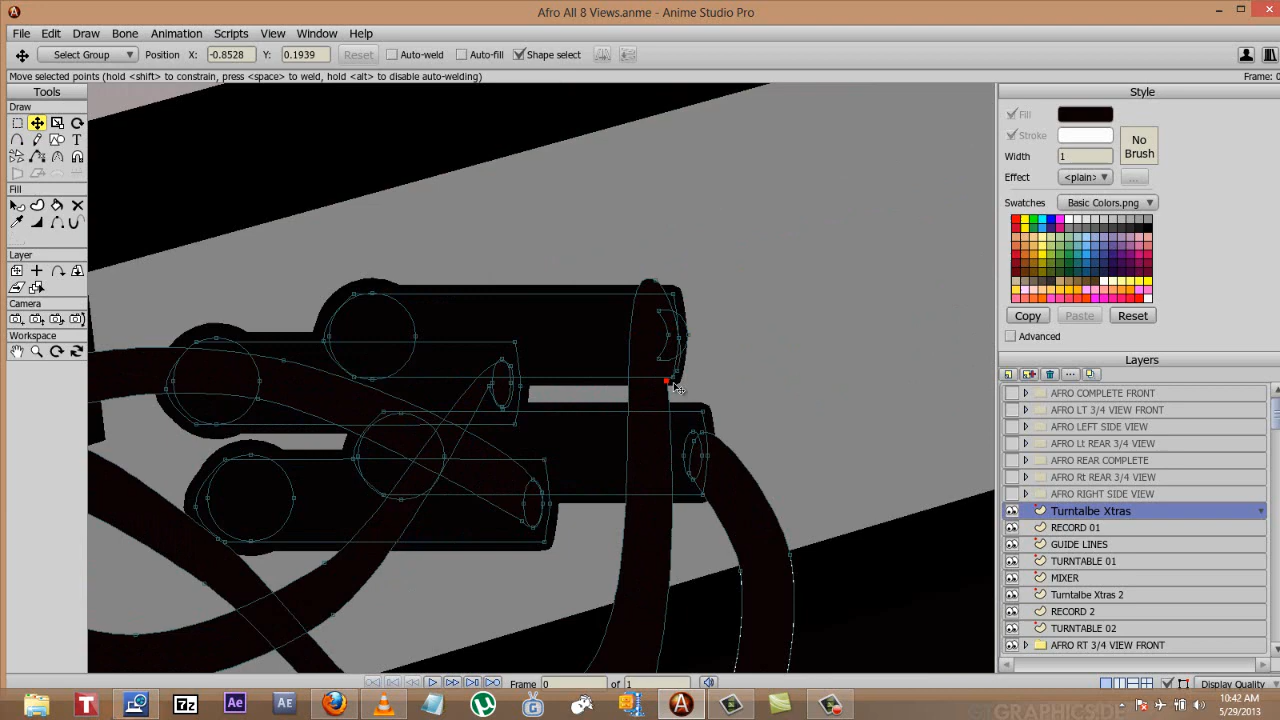 Afro All 8 Views.anme - Anime Studio Pro
File Edit Draw Bone Animation Scripts View Window Help
Select Group Position X: -0.8528 Y: 0.1939 Reset Auto-weld Auto-fill Shape select
Move selected points (hold <shift> to constrain, press <space> to weld, hold <alt> to disable auto-welding)
Frame: 0
Tools
Draw
Fill
Layer
Camera
Workspace
Style
Fill
Stroke
No Brush
Width 1
Effect <plain>
...
Swatches Basic Colors.png
Copy Paste Reset
Advanced
Layers
AFRO COMPLETE FRONT
AFRO LT 3/4 VIEW FRONT
AFRO LEFT SIDE VIEW
AFRO Lt REAR 3/4 VIEW
AFRO REAR COMPLETE
AFRO Rt REAR 3/4 VIEW
AFRO RIGHT SIDE VIEW
Turntalbe Xtras
RECORD 01
GUIDE LINES
TURNTABLE 01
MIXER
Turntalbe Xtras 2
RECORD 2
TURNTABLE 02
AFRO RT 3/4 VIEW FRONT
Frame 0 of 1
Display Quality
T 7z Ae AE
10:42 AM
5/29/2013